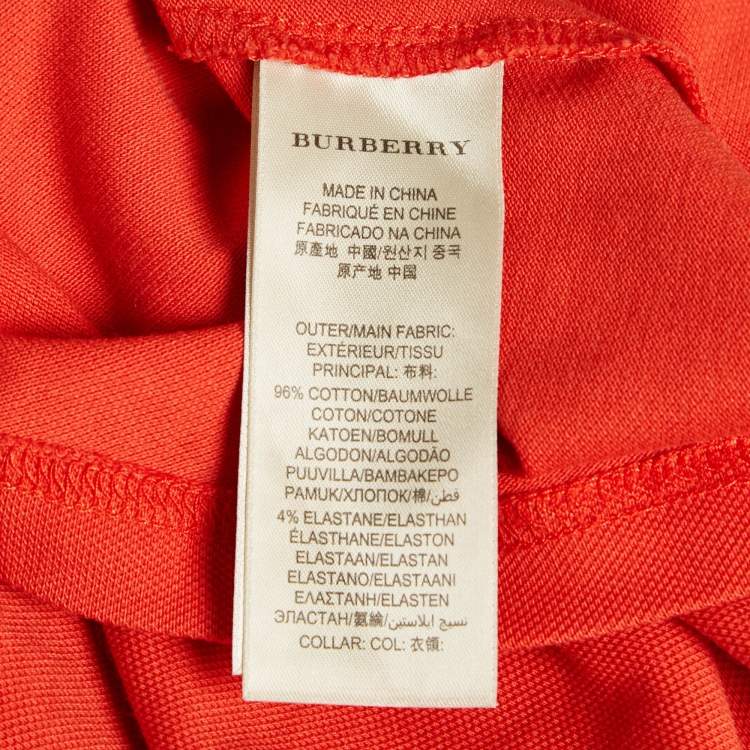 BURBERRY
MADE IN CHINA
FABRIQUÉ EN CHINE
FABRICADO NA CHINA
原產地 中國/원산지 중국
原产地 中国
OUTER/MAIN FABRIC:
EXTÉRIEUR/TISSU
PRINCIPAL: 布料:
96% COTTON/BAUMWOLLE
COTON/COTONE
KATOEN/BOMULL
ALGODON/ALGODÃO
PUUVILLA/ΒΑΜΒΑΚΕΡΟ
PAMUK/ХЛОПОК/棉/قطن
4% ELASTANE/ELASTHAN
ÉLASTHANE/ELASTON
ELASTAAN/ELASTAN
ELASTANO/ELASTAANI
ΕΛΑΣΤΑΝΗ/ELASTEN
ЭЛАСТАН/氨綸/نسيج ايلاستين
COLLAR: COL: 衣領: